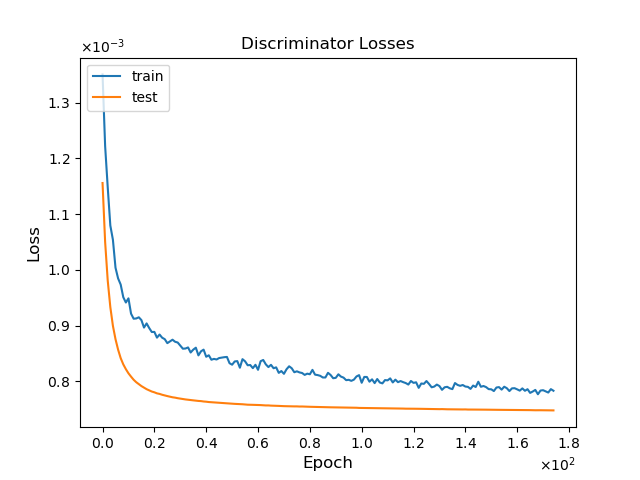 Discriminator Losses
×10⁻³
train
test
1.3
1.2
1.1
1.0
0.9
0.8
Loss
0.0 0.2 0.4 0.6 0.8 1.0 1.2 1.4 1.6 1.8
Epoch
×10²